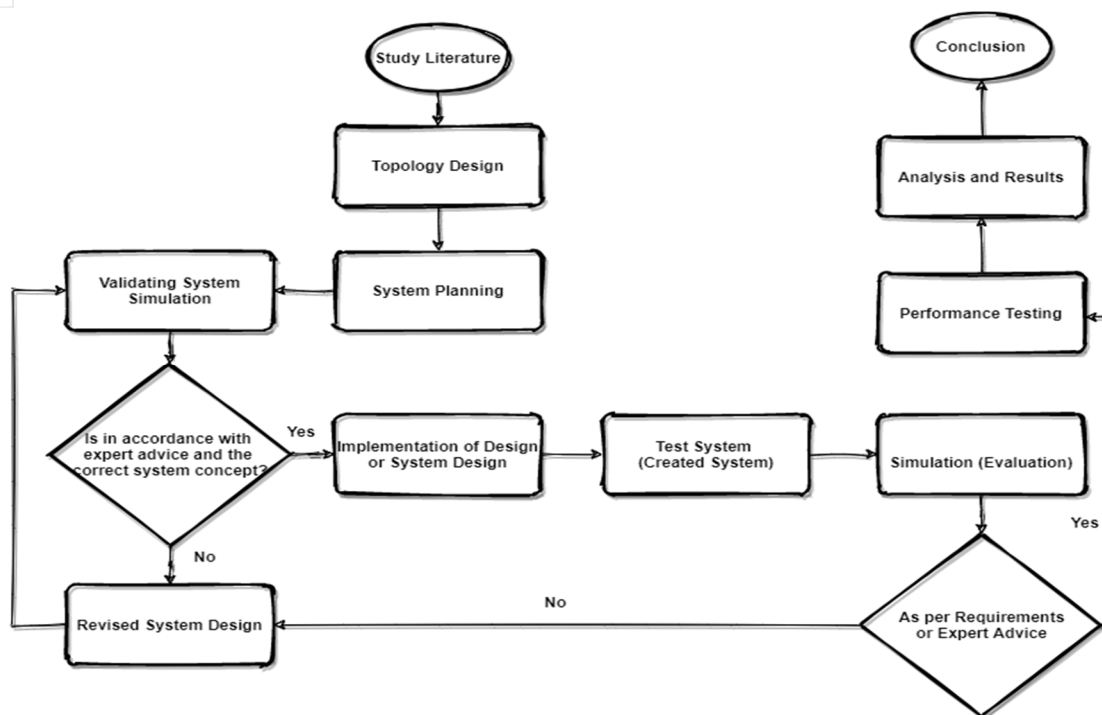 Study Literature
Conclusion
Topology Design
Analysis and Results
Validating System
Simulation
System Planning
Performance Testing
Is in accordance with
expert advice and the
correct system concept?
Yes
Implementation of Design
or System Design
Test System
(Created System)
Simulation (Evaluation)
Yes
No
Revised System Design
No
As per Requirements
or Expert Advice